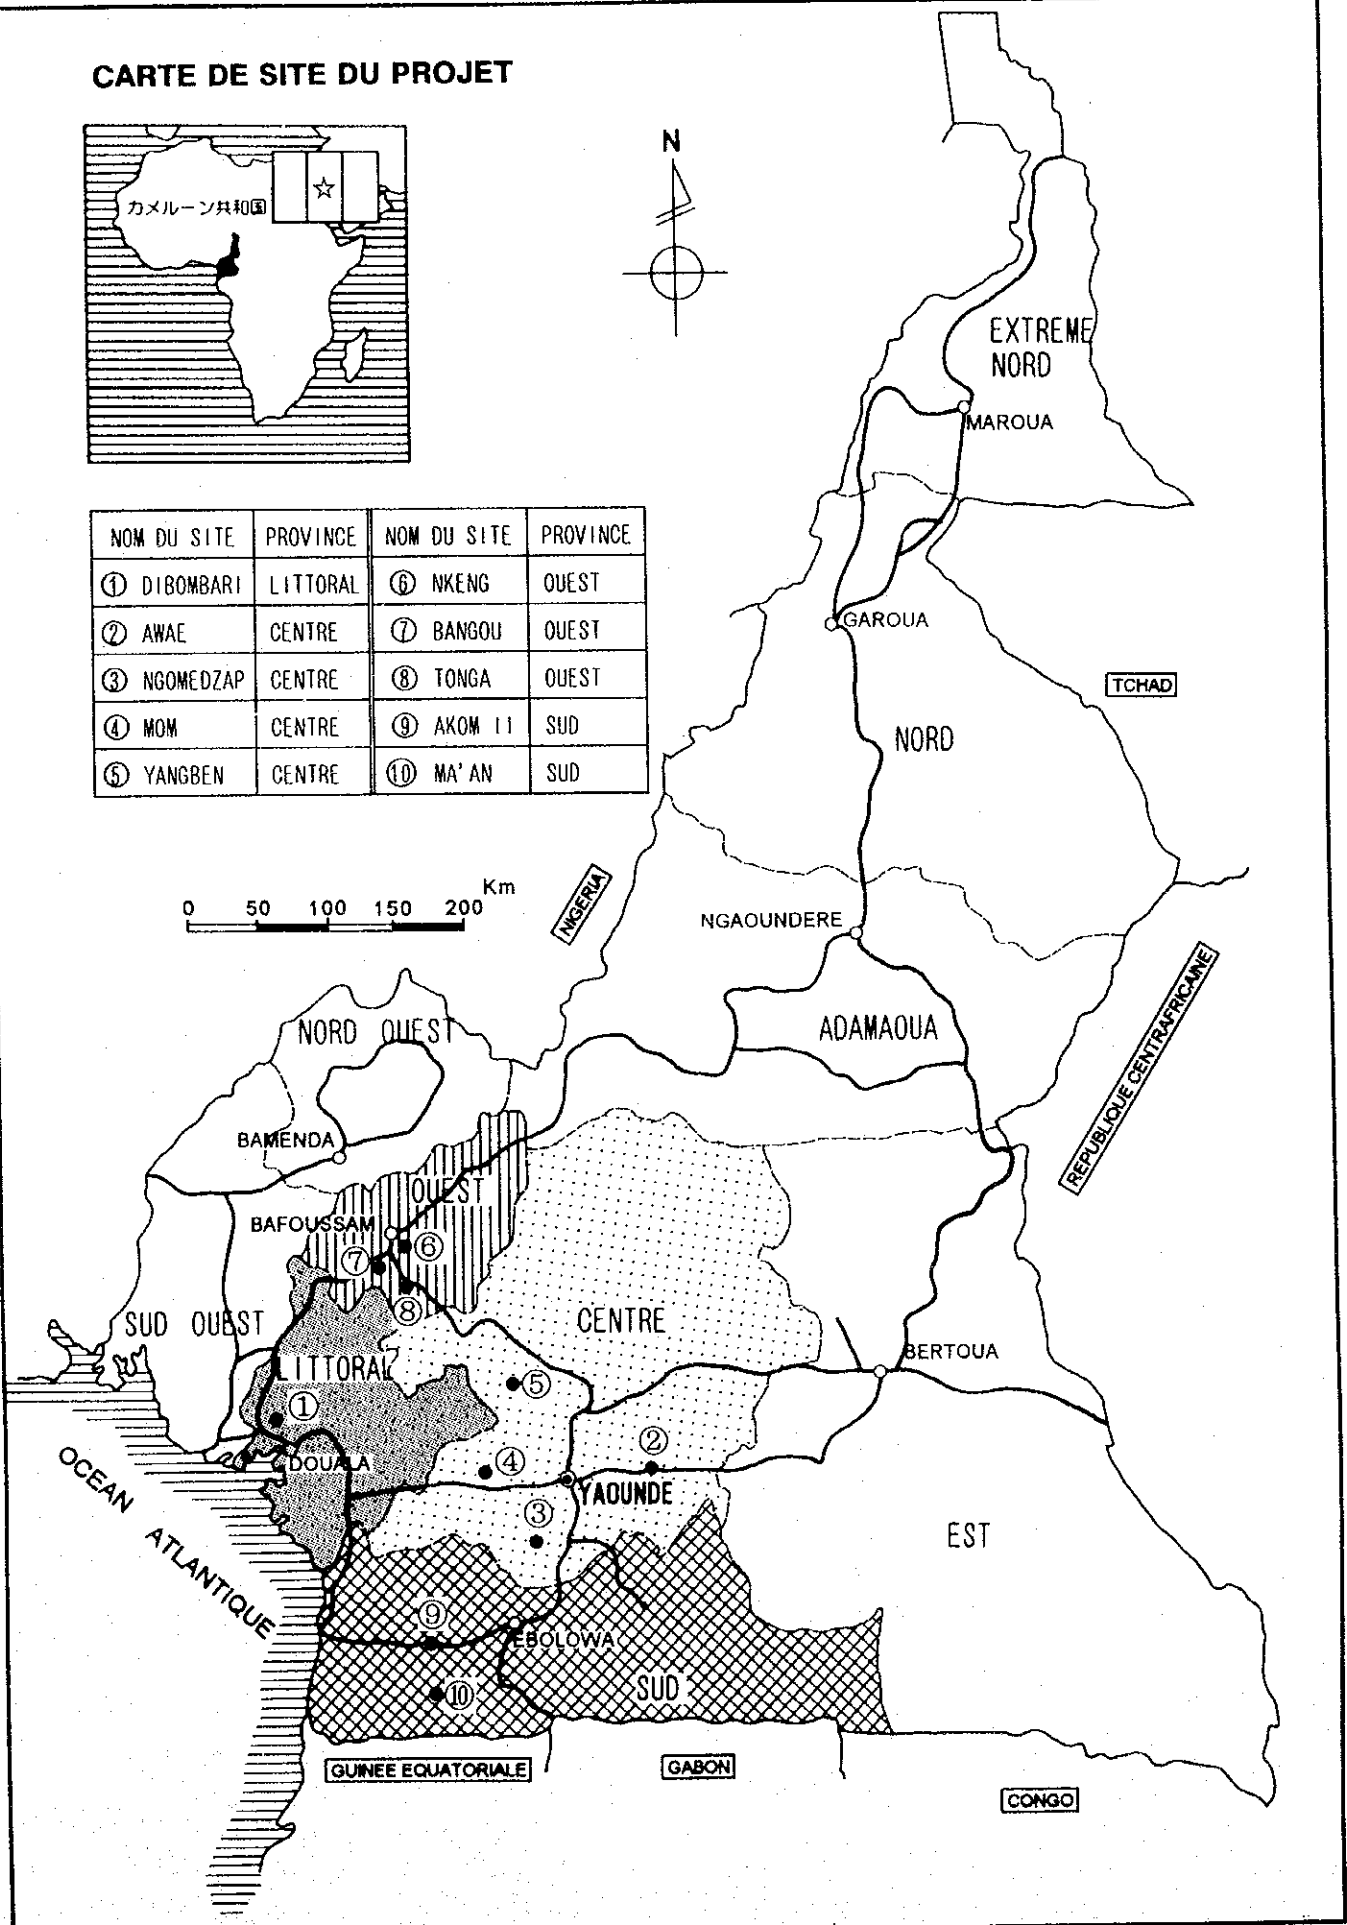 CARTE DE SITE DU PROJET
カメルーン共和国
N
NOM DU SITE PROVINCE NOM DU SITE PROVINCE
① DIBOMBARI LITTORAL ⑥ NKENG OUEST
② AWAE CENTRE ⑦ BANGOU OUEST
③ NGOMEDZAP CENTRE ⑧ TONGA OUEST
④ MOM CENTRE ⑨ AKOM II SUD
⑤ YANGBEN CENTRE ⑩ MA'AN SUD
0 50 100 150 200 Km
EXTREME
NORD
MAROUA
GAROUA
TCHAD
NORD
NIGERIA
NGAOUNDERE
ADAMAOUA
REPUBLIQUE CENTRAFRICAINE
NORD OUEST
BAMENDA
OUEST
BAFOUSSAM
⑥
⑦
⑧
SUD OUEST
CENTRE
BERTOUA
LITTORAL
⑤
①
②
④
DOUALA
YAOUNDE
③
OCEAN ATLANTIQUE
EST
⑨
EBOLOWA
⑩
SUD
GUINEE EQUATORIALE
GABON
CONGO